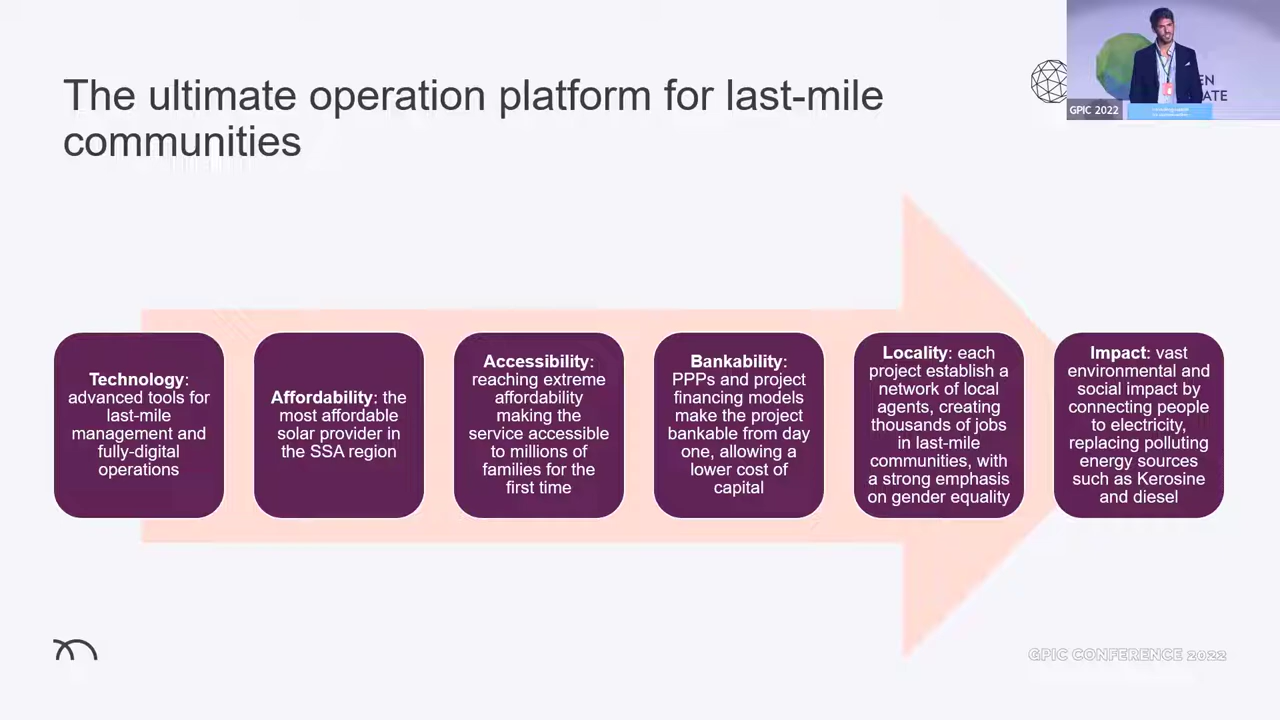 The ultimate operation platform for last-mile
communities
GPIC 2022
Technology:
advanced tools for
last-mile
management and
fully-digital
operations
Affordability: the
most affordable
solar provider in
the SSA region
Accessibility:
reaching extreme
affordability
making the
service accessible
to millions of
families for the
first time
Bankability:
PPPs and project
financing models
make the project
bankable from day
one, allowing a
lower cost of
capital
Locality: each
project establish a
network of local
agents, creating
thousands of jobs
in last-mile
communities, with
a strong emphasis
on gender equality
Impact: vast
environmental and
social impact by
connecting people
to electricity,
replacing polluting
energy sources
such as Kerosine
and diesel
GPIC CONFERENCE 2022